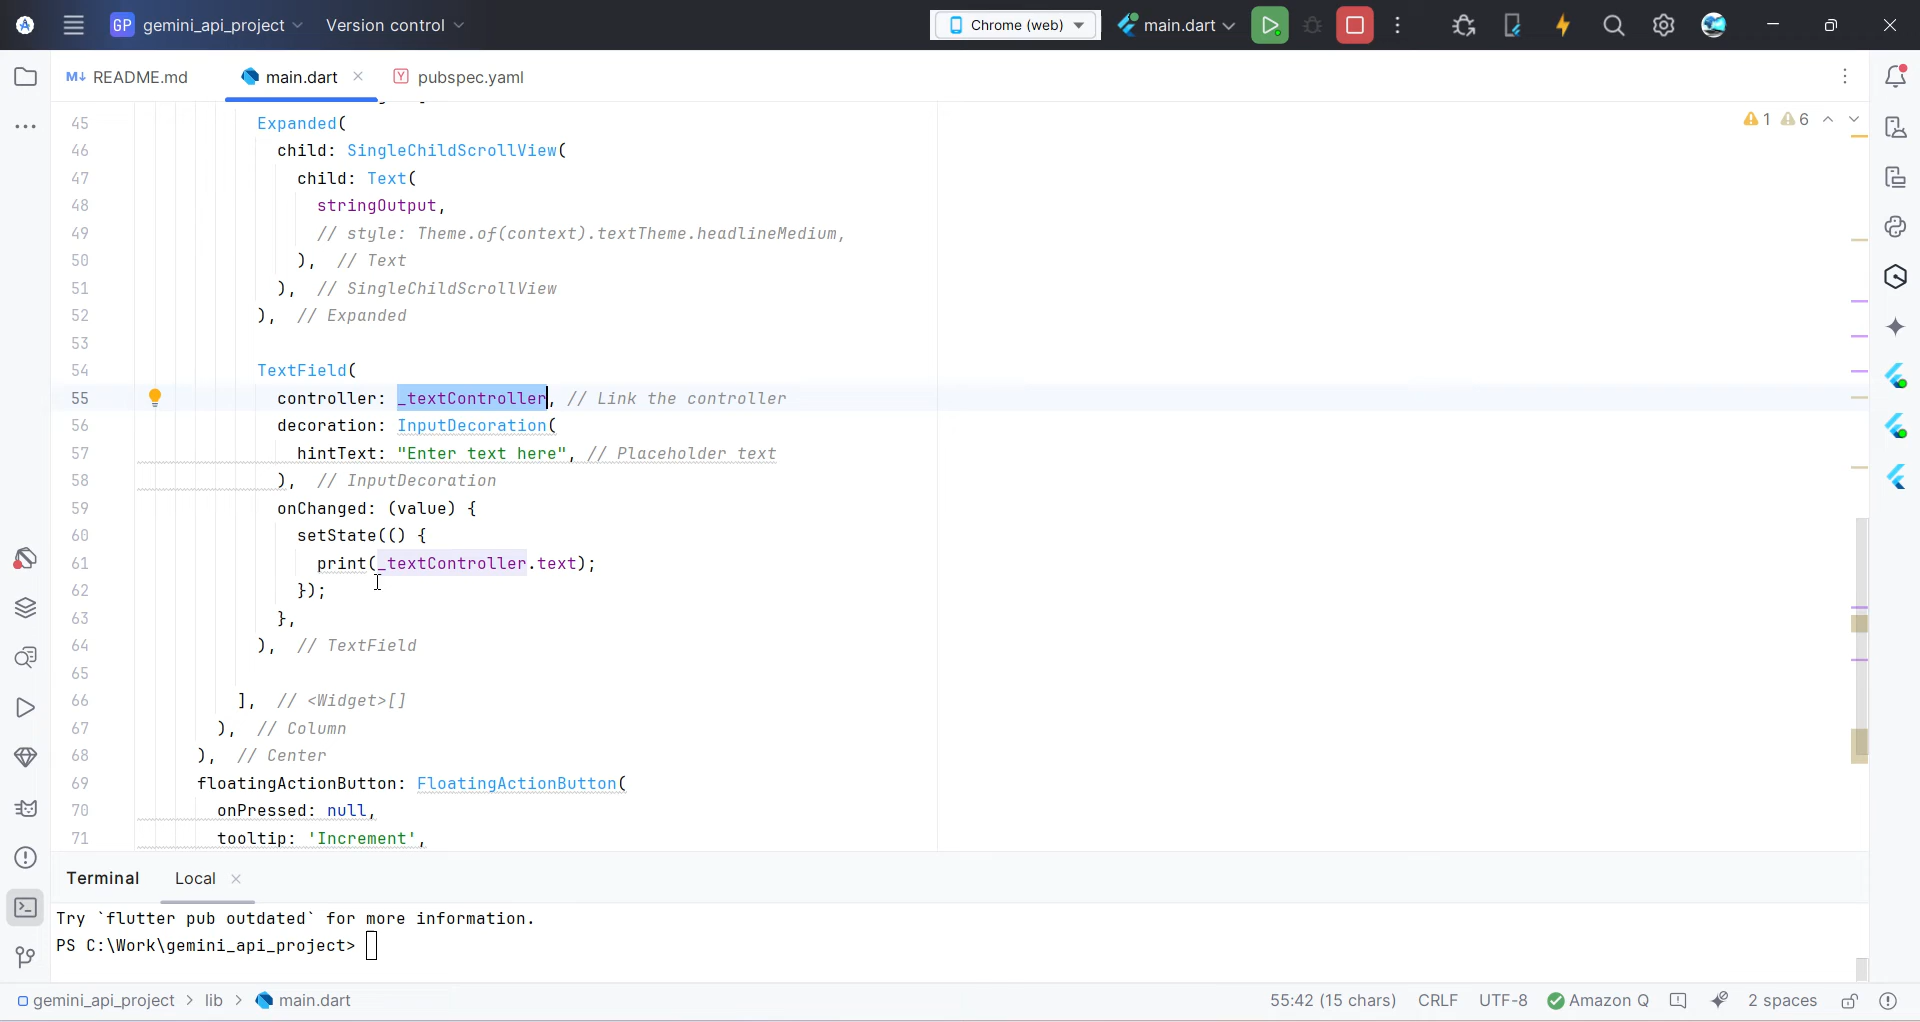 GP gemini_api_project
Version control
Chrome (web)
main.dart
M↓ README.md
main.dart
Y pubspec.yaml
1 6
45 Expanded(
46 child: SingleChildScrollView(
47 child: Text(
48 stringOutput,
49 // style: Theme.of(context).textTheme.headlineMedium,
50 ), // Text
51 ), // SingleChildScrollView
52 ), // Expanded
53
54 TextField(
55 controller: _textController, // Link the controller
56 decoration: InputDecoration(
57 hintText: "Enter text here", // Placeholder text
58 ), // InputDecoration
59 onChanged: (value) {
60 setState(() {
61 print(_textController.text);
62 });
63 },
64 ), // TextField
65
66 ], // <Widget>[]
67 ), // Column
68 ), // Center
69 floatingActionButton: FloatingActionButton(
70 onPressed: null,
71 tooltip: 'Increment',
Terminal
Local
Try `flutter pub outdated` for more information.
PS C:\Work\gemini_api_project>
gemini_api_project > lib > main.dart
55:42 (15 chars)
CRLF
UTF-8
Amazon Q
2 spaces